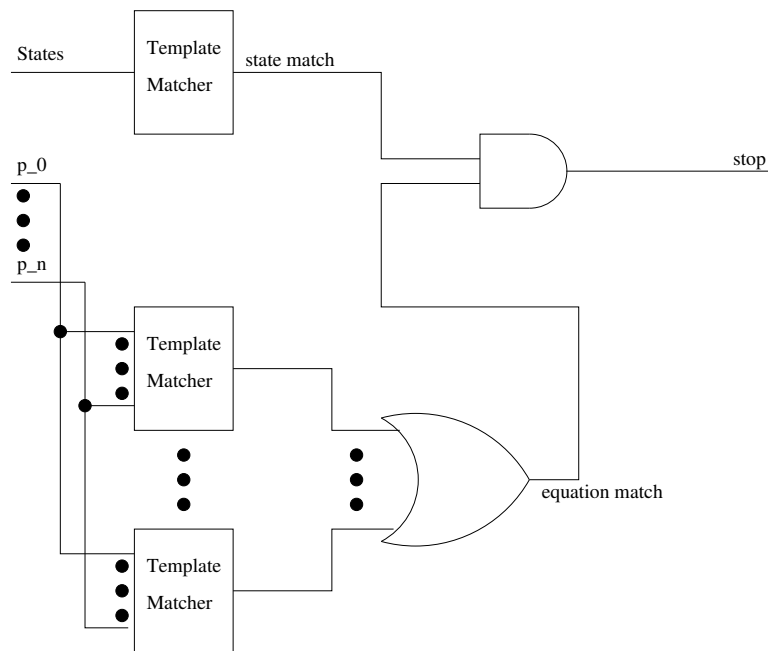 States
Template
Matcher
state match
p_0
stop
p_n
Template
Matcher
equation match
Template
Matcher